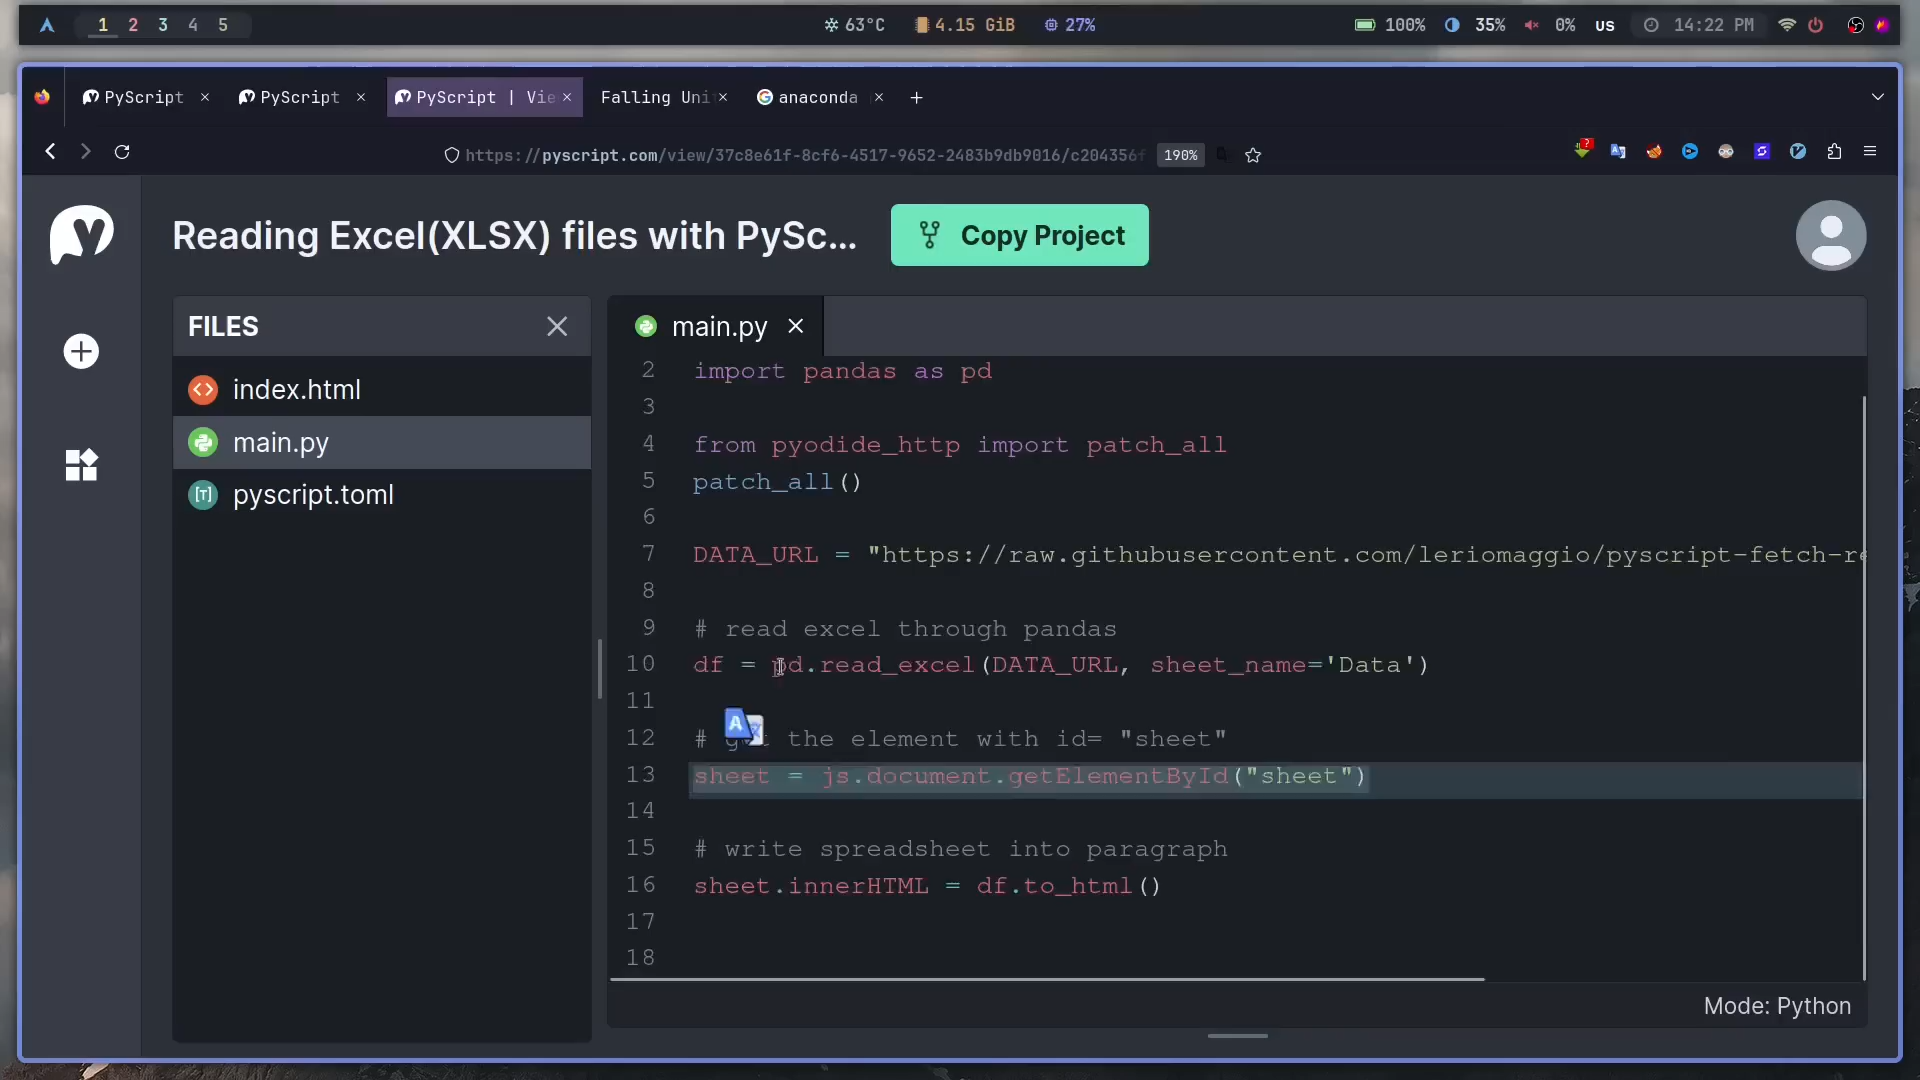 1 2 3 4 5 63°C 4.15 GiB 27% 100% 35% 0% US 14:22 PM
PyScript PyScript PyScript | Vie Falling Uni anaconda
https://pyscript.com/view/37c8e61f-8cf6-4517-9652-2483b9db9016/c204356f 190%
Reading Excel(XLSX) files with PySc... Copy Project
FILES
index.html
main.py
pyscript.toml
main.py
2 import pandas as pd
3
4 from pyodide_http import patch_all
5 patch_all()
6
7 DATA_URL = "https://raw.githubusercontent.com/leriomaggio/pyscript-fetch-re
8
9 # read excel through pandas
10 df = pd.read_excel(DATA_URL, sheet_name='Data')
11
12 # get the element with id= "sheet"
13 sheet = js.document.getElementById("sheet")
14
15 # write spreadsheet into paragraph
16 sheet.innerHTML = df.to_html()
17
18
Mode: Python